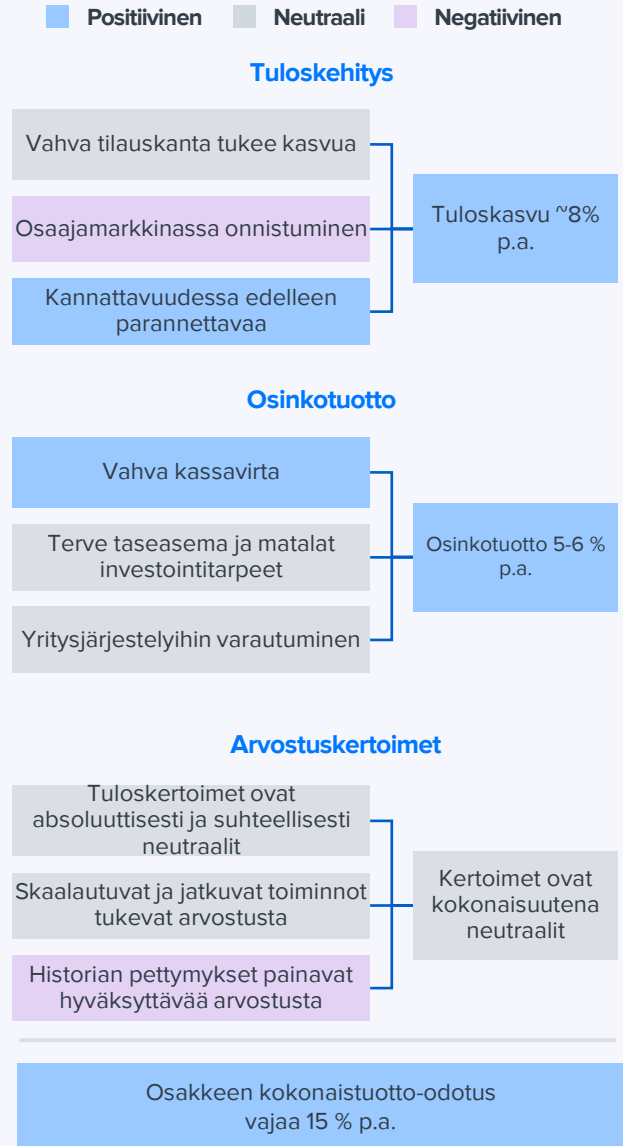 Positiivinen Neutraali Negatiivinen
Tuloskehitys
Vahva tilauskanta tukee kasvua
Osaajamarkkinassa onnistuminen
Kannattavuudessa edelleen
parannettavaa
Tuloskasvu ~8%
p.a.
Osinkotuotto
Vahva kassavirta
Terve taseasema ja matalat
investointitarpeet
Yritysjärjestelyihin varautuminen
Osinkotuotto 5-6 %
p.a.
Arvostuskertoimet
Tuloskertoimet ovat
absoluuttisesti ja suhteellisesti
neutraalit
Skaalautuvat ja jatkuvat toiminnot
tukevat arvostusta
Historian pettymykset painavat
hyväksyttävää arvostusta
Kertoimet ovat
kokonaisuutena
neutraalit
Osakkeen kokonaistuotto-odotus
vajaa 15 % p.a.